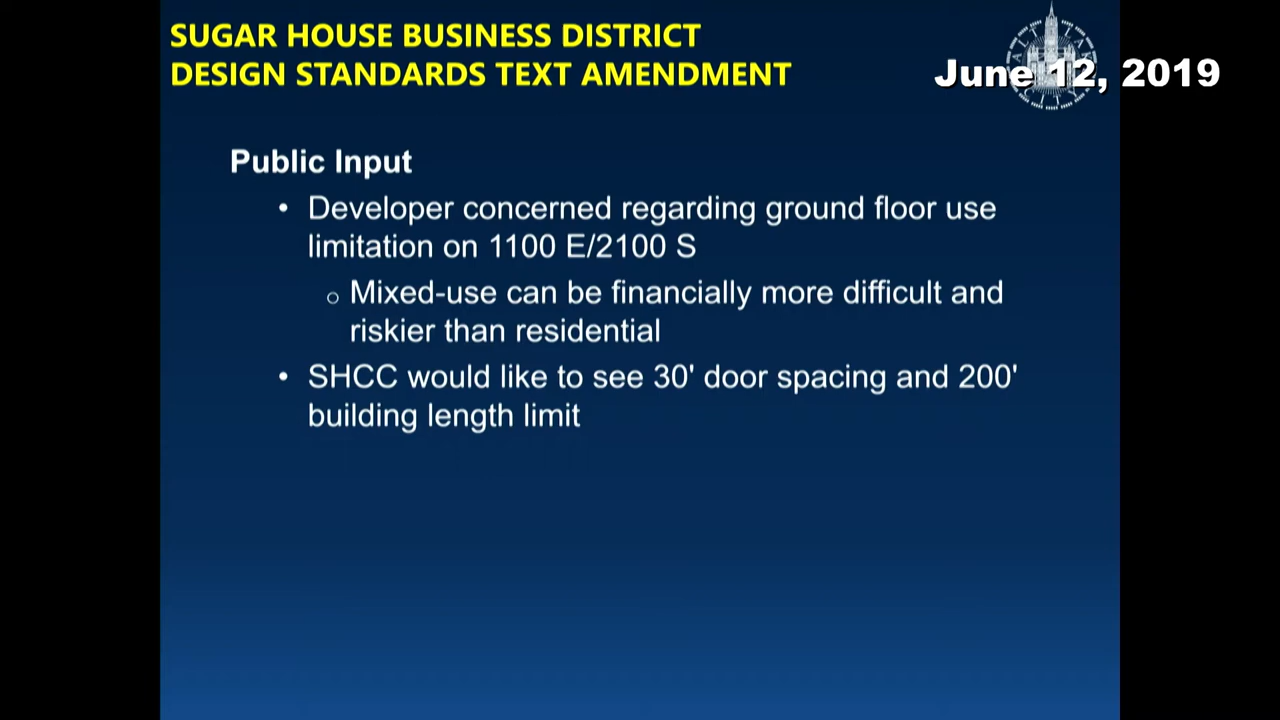 SUGAR HOUSE BUSINESS DISTRICT
DESIGN STANDARDS TEXT AMENDMENT
June 12, 2019
Public Input
• Developer concerned regarding ground floor use
limitation on 1100 E/2100 S
o Mixed-use can be financially more difficult and
riskier than residential
• SHCC would like to see 30' door spacing and 200'
building length limit